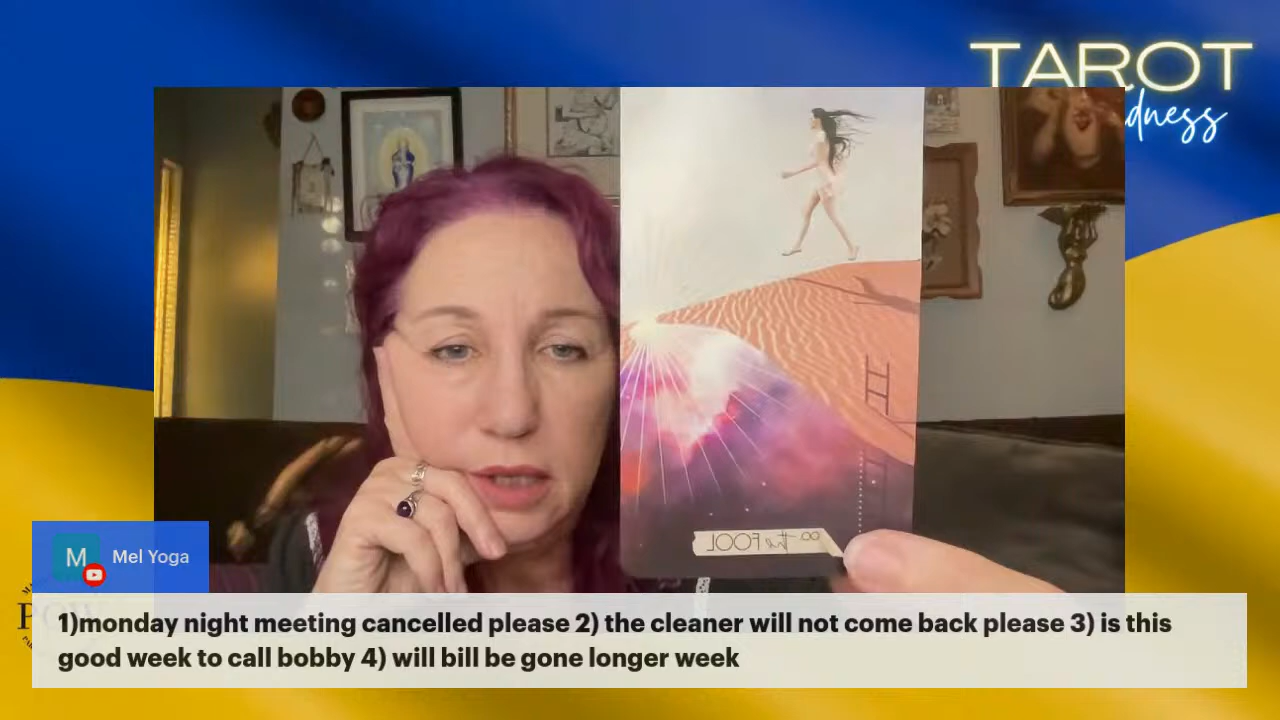 TAROT
dness
00 the FOOL
M Mel Yoga
1)monday night meeting cancelled please 2) the cleaner will not come back please 3) is this
good week to call bobby 4) will bill be gone longer week